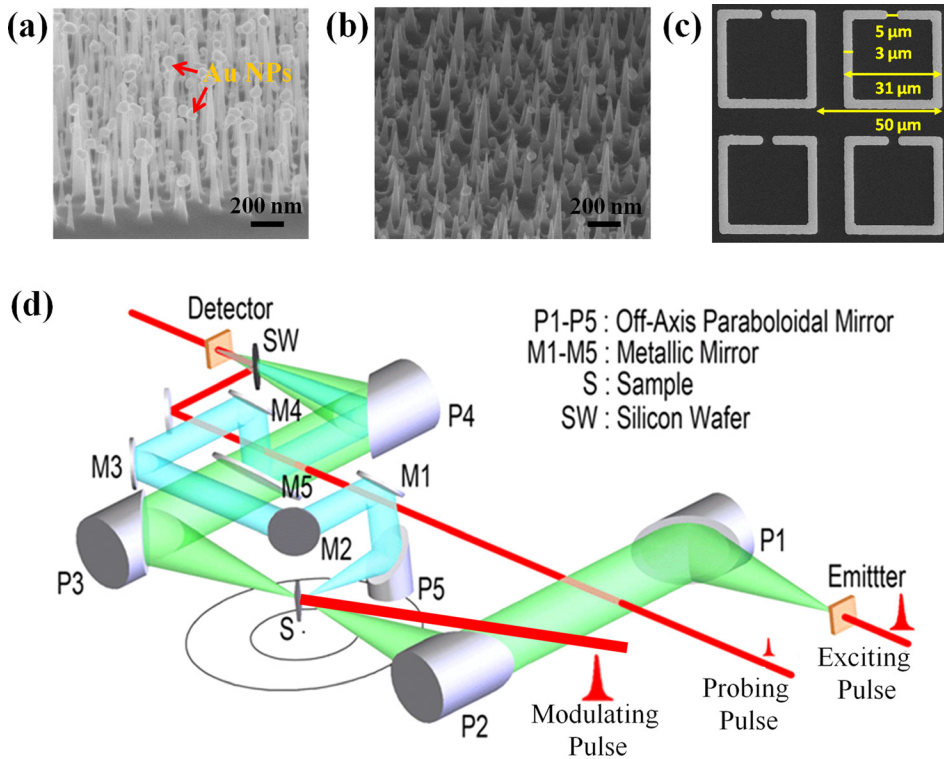 (a)
Au NPs
200 nm
(b)
200 nm
(c)
5 µm
3 µm
31 µm
50 µm
(d)
Detector
SW
P1-P5 : Off-Axis Paraboloidal Mirror
M1-M5 : Metallic Mirror
S : Sample
SW : Silicon Wafer
M4
P4
M3
M5
M1
M2
P3
P5
P1
Emittter
S
P2
Modulating
Pulse
Probing
Pulse
Exciting
Pulse